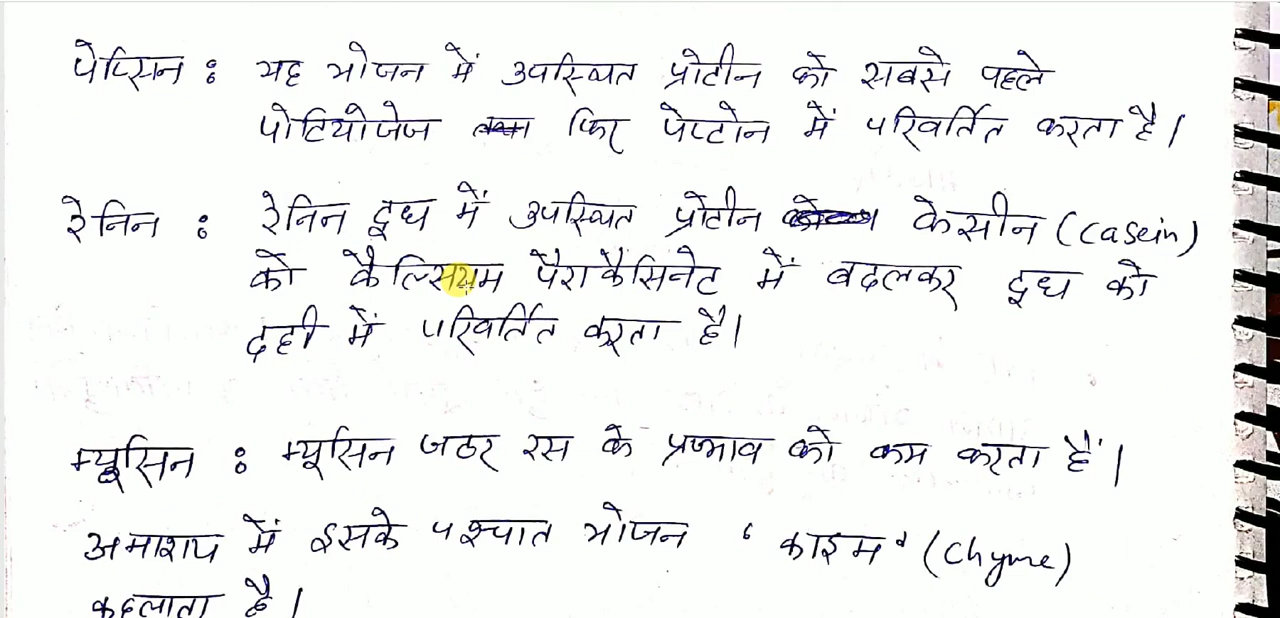 पेप्सिन : यह भोजन में उपस्थित प्रोटीन को सबसे पहले
पोटियोजेज फिर पेप्टोन में परिवर्तित करता है।
रेनिन : रेनिन दूध में उपस्थित प्रोटीन केसीन (casein)
को कैल्सियम पैराकैसिनेट में बदलकर दूध को
दही में परिवर्तित करता है।
म्यूसिन : म्यूसिन जठर रस के प्रभाव को कम करता है।
अमाशय में इसके पश्चात भोजन ' काइम ' (Chyme)
कहलाता है।